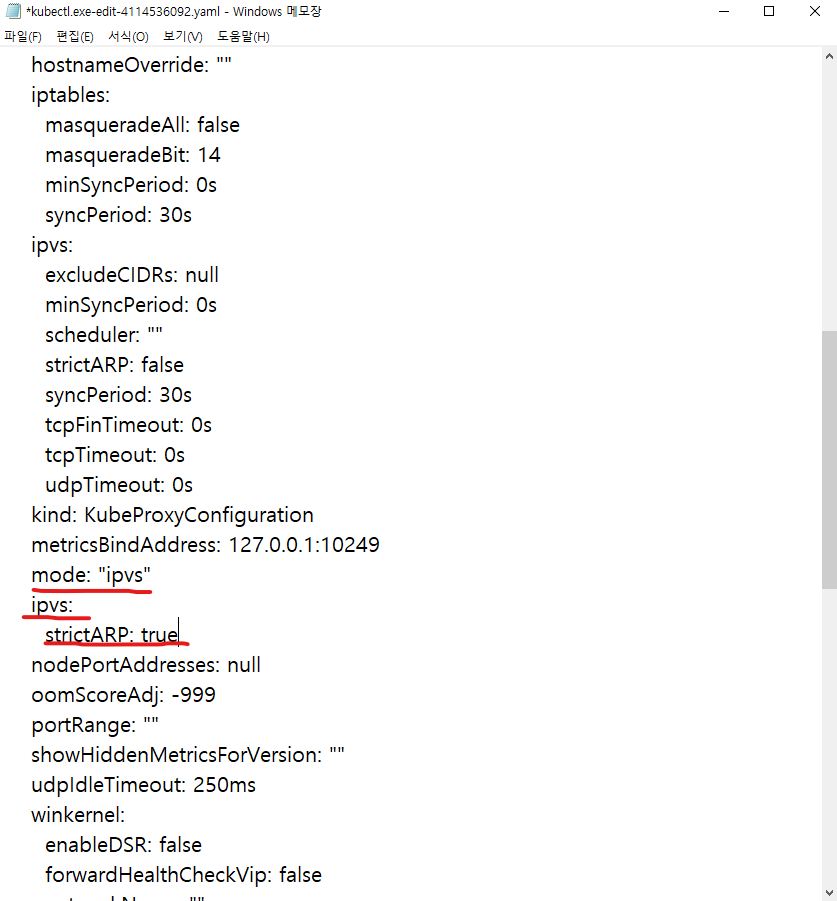 *kubectl.exe-edit-4114536092.yaml - Windows 메모장
파일(F) 편집(E) 서식(O) 보기(V) 도움말(H)
hostnameOverride: ""
iptables:
masqueradeAll: false
masqueradeBit: 14
minSyncPeriod: 0s
syncPeriod: 30s
ipvs:
excludeCIDRs: null
minSyncPeriod: 0s
scheduler: ""
strictARP: false
syncPeriod: 30s
tcpFinTimeout: 0s
tcpTimeout: 0s
udpTimeout: 0s
kind: KubeProxyConfiguration
metricsBindAddress: 127.0.0.1:10249
mode: "ipvs"
ipvs:
strictARP: true
nodePortAddresses: null
oomScoreAdj: -999
portRange: ""
showHiddenMetricsForVersion: ""
udpIdleTimeout: 250ms
winkernel:
enableDSR: false
forwardHealthCheckVip: false